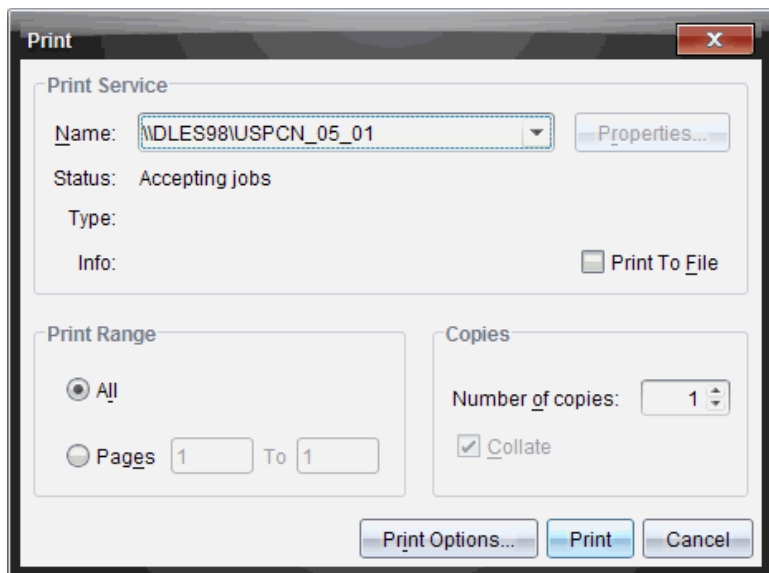 Print
x
Print Service
Name: \\DLES98\USPCN_05_01 Properties...
Status: Accepting jobs
Type:
Info: Print To File
Print Range
Copies
All
Number of copies: 1
Pages 1 To 1
Collate
Print Options... Print Cancel